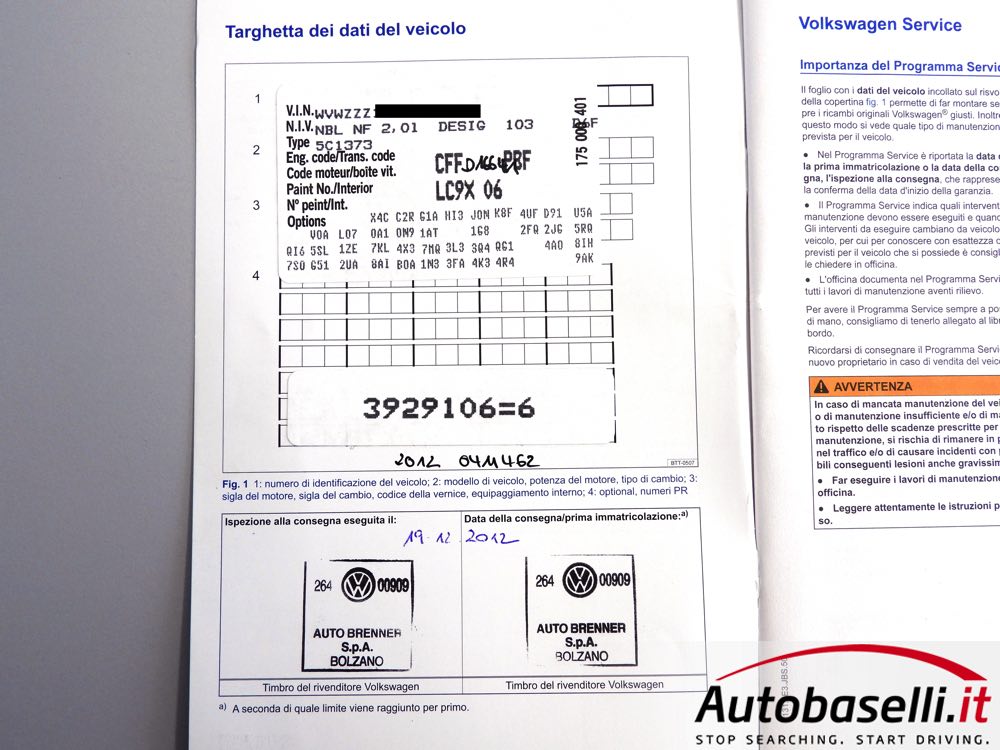 Targhetta dei dati del veicolo
1
V.I.N. WVWZZZ
N.I.V. NBL NF 2,01 DESIG 103 D6F
175 401
Type 5C1373
2
Eng. code/Trans. code
Code moteur/boîte vit.
CFF PRF
Paint No./Interior
LC9X 06
3
N° peint/Int.
Options
X4C C2R G1A HI3 J0N K8F 4UF D91 U5A
V0A L07 0A1 0N9 1AT 1G8 2FQ 2JG 5RQ
QI6 5SL 1ZE 7KL 4X3 7MQ 3L3 3Q4 QG1 4A0 8IH
7S0 G51 2UA 8AI B0A 1N3 3FA 4K3 4R4 9AK
4
3929106=6
2012 0411462
BTT-0507
Fig. 1 1: numero di identificazione del veicolo; 2: modello di veicolo, potenza del motore, tipo di cambio; 3:
sigla del motore, sigla del cambio, codice della vernice, equipaggiamento interno; 4: optional, numeri PR
Ispezione alla consegna eseguita il:
Data della consegna/prima immatricolazione:a)
19 12 2012
264 00909
AUTO BRENNER
S.p.A.
BOLZANO
264 00909
AUTO BRENNER
S.p.A.
BOLZANO
Timbro del rivenditore Volkswagen
Timbro del rivenditore Volkswagen
a) A seconda di quale limite viene raggiunto per primo.
Volkswagen Service
Importanza del Programma Servic
Il foglio con i dati del veicolo incollato sul risvo
della copertina fig. 1 permette di far montare se
pre i ricambi originali Volkswagen® giusti. Inoltre
questo modo si vede quale tipo di manutenzione
prevista per il veicolo.
● Nel Programma Service è riportata la data d
la prima immatricolazione o la data della co
gna, l'ispezione alla consegna, che rapprese
la conferma della data d'inizio della garanzia.
● Il Programma Service indica quali intervent
manutenzione devono essere eseguiti e quand
Gli interventi da eseguire cambiano da veicolo
veicolo, per cui per conoscere con esattezza q
previsti per il veicolo che si possiede è consigl
le chiedere in officina.
● L'officina documenta nel Programma Servi
tutti i lavori di manutenzione aventi rilievo.
Per avere il Programma Service sempre a po
di mano, consigliamo di tenerlo allegato al lib
bordo.
Ricordarsi di consegnare il Programma Servi
nuovo proprietario in caso di vendita del veic
AVVERTENZA
In caso di mancata manutenzione del vei
o di manutenzione insufficiente e/o di ma
to rispetto delle scadenze prescritte per
manutenzione, si rischia di rimanere in p
nel traffico e/o di causare incidenti con p
bili conseguenti lesioni anche gravissim
● Far eseguire i lavori di manutenzione
officina.
● Leggere attentamente le istruzioni p
so.
Autobaselli.it
STOP SEARCHING. START DRIVING.